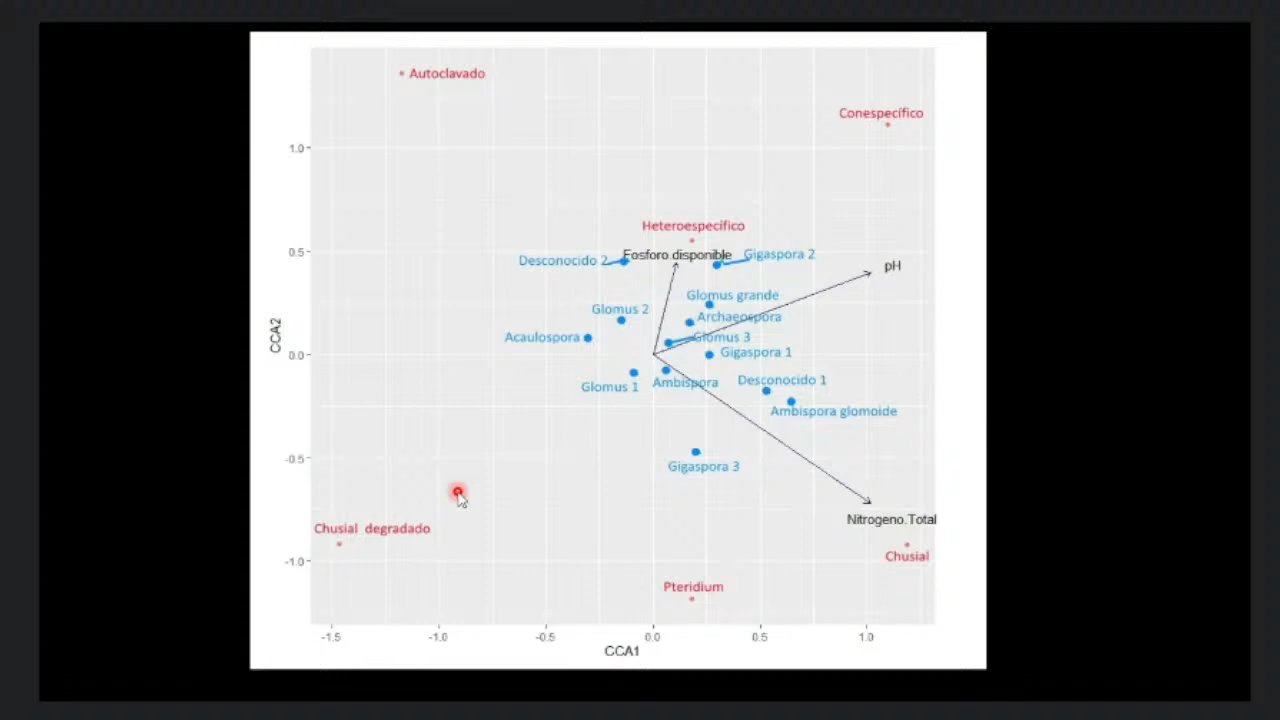 Autoclavado
Conespecífico
1.0
Heteroespecífico
0.5
Fosforo.disponible
Gigaspora 2
Desconocido 2
pH
Glomus grande
Glomus 2
Archaeospora
Acaulospora
Glomus 3
CCA2
0.0
Gigaspora 1
Glomus 1
Ambispora
Desconocido 1
Ambispora glomoide
-0.5
Gigaspora 3
Nitrogeno.Total
Chusial degradado
Chusial
-1.0
Pteridium
-1.5 -1.0 -0.5 0.0 0.5 1.0
CCA1